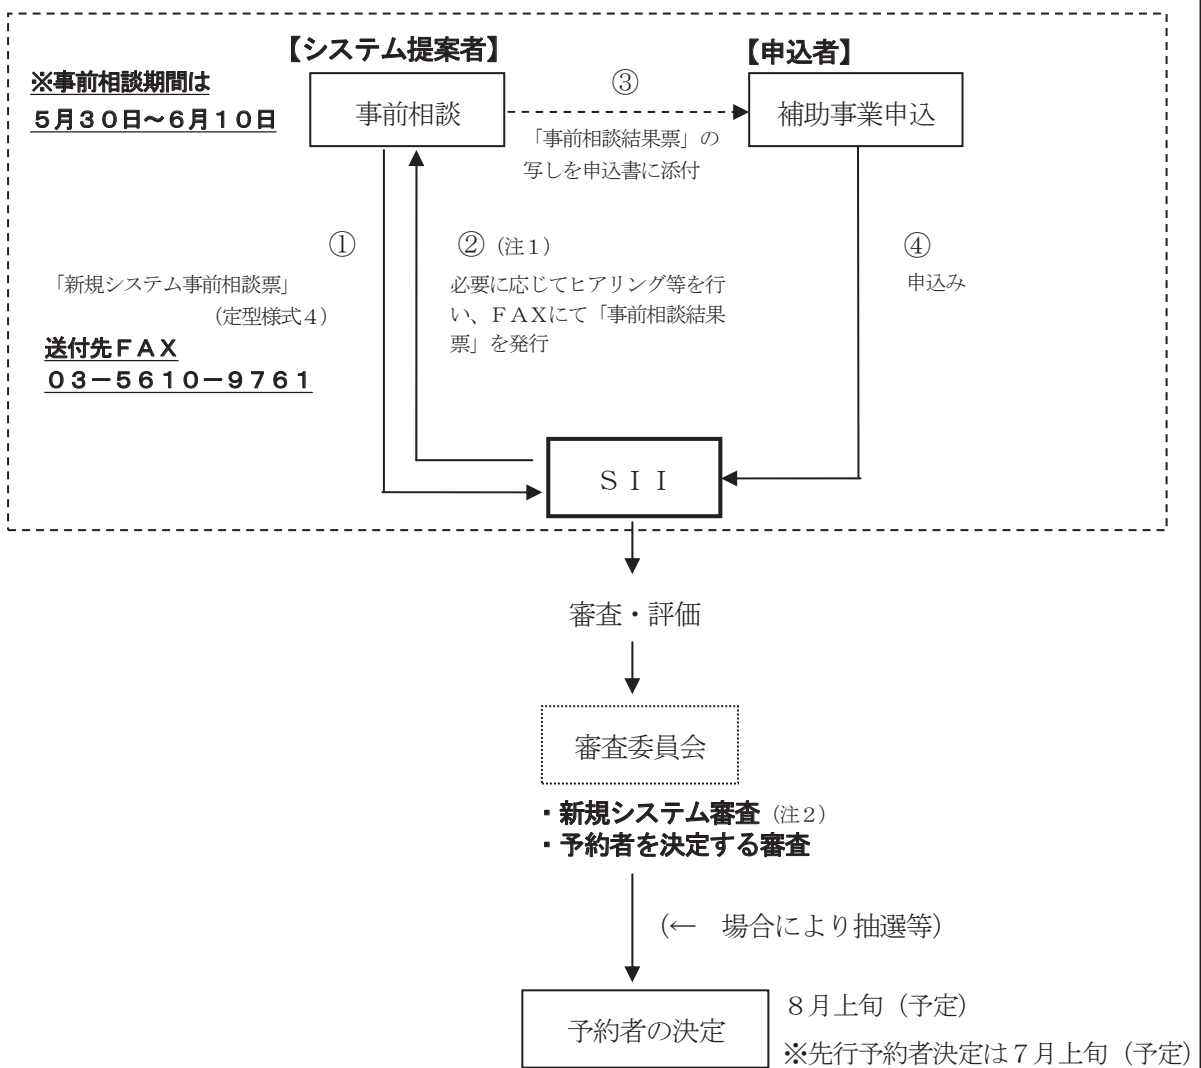 【システム提案者】
【申込者】
※事前相談期間は
５月３０日～６月１０日
事前相談
③
補助事業申込
「事前相談結果票」の
写しを申込書に添付
①
「新規システム事前相談票」
（定型様式４）
送付先ＦＡＸ
０３－５６１０－９７６１
②（注１）
必要に応じてヒアリング等を行
い、ＦＡＸにて「事前相談結果
票」を発行
④
申込み
ＳＩＩ
審査・評価
審査委員会
・新規システム審査（注２）
・予約者を決定する審査
（←　場合により抽選等）
予約者の決定
８月上旬（予定）
※先行予約者決定は７月上旬（予定）